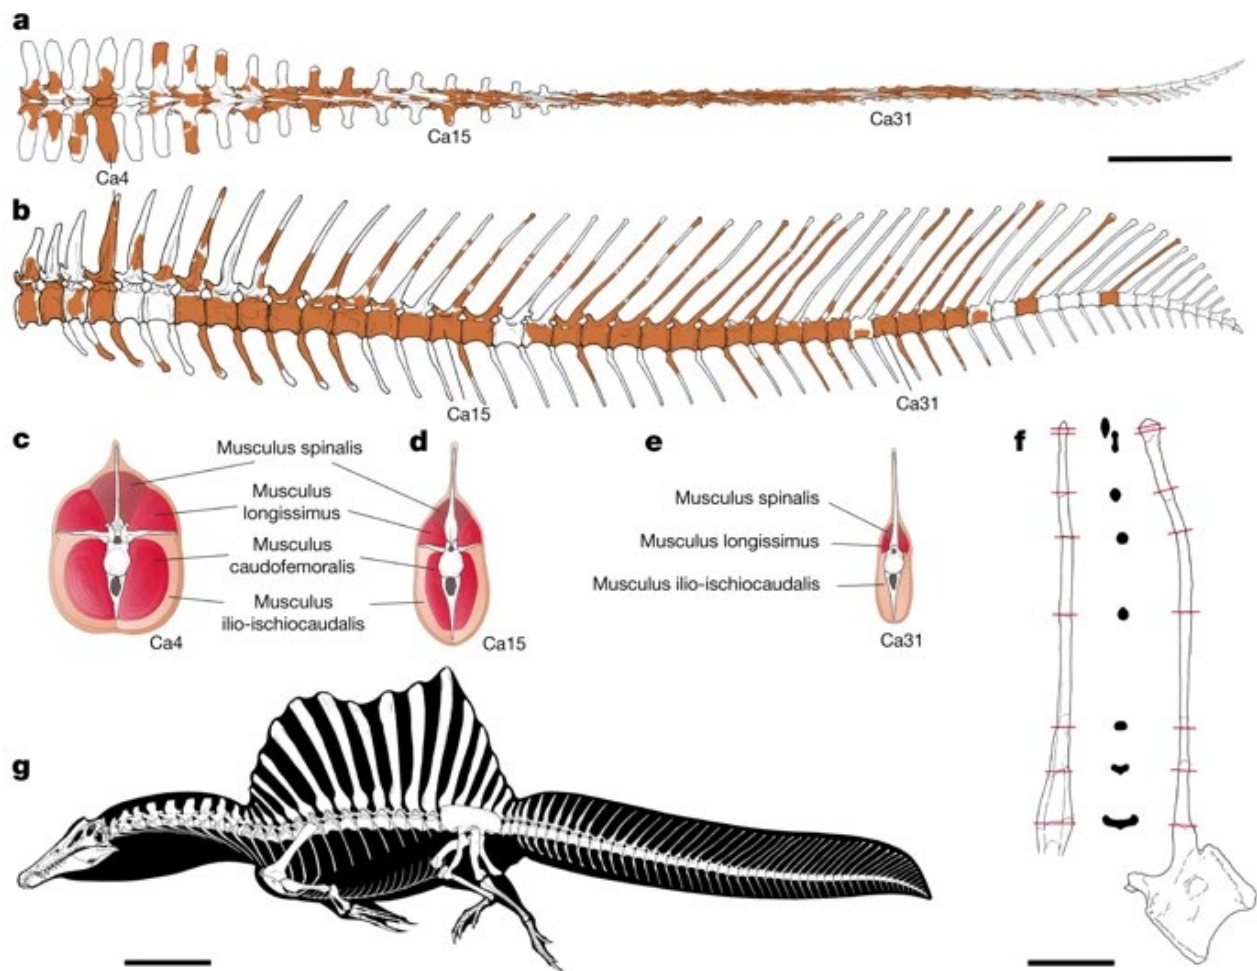 a
Ca4
Ca15
Ca31
b
Ca15
Ca31
c
d
Musculus spinalis
Musculus
longissimus
Musculus
caudofemoralis
Musculus
ilio-ischiocaudalis
Ca4
Ca15
e
Musculus spinalis
Musculus longissimus
Musculus ilio-ischiocaudalis
Ca31
f
g